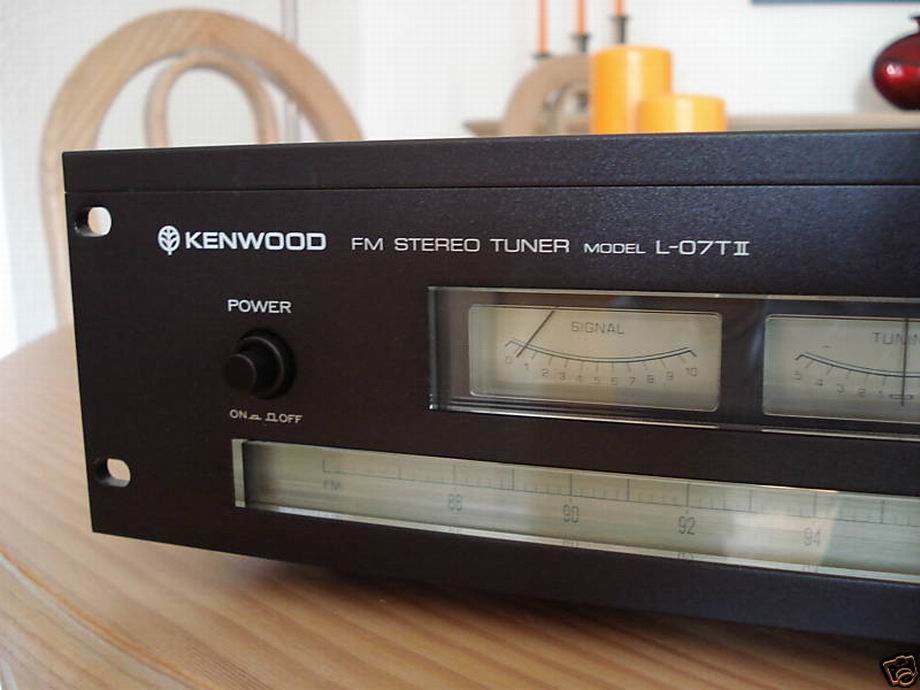 KENWOOD FM STEREO TUNER MODEL L-07TII
POWER
ON OFF
SIGNAL
0 1 2 3 4 5 6 7 8 9 10
TUNIN
5 4 3 2 1
FM 88 90 92 94